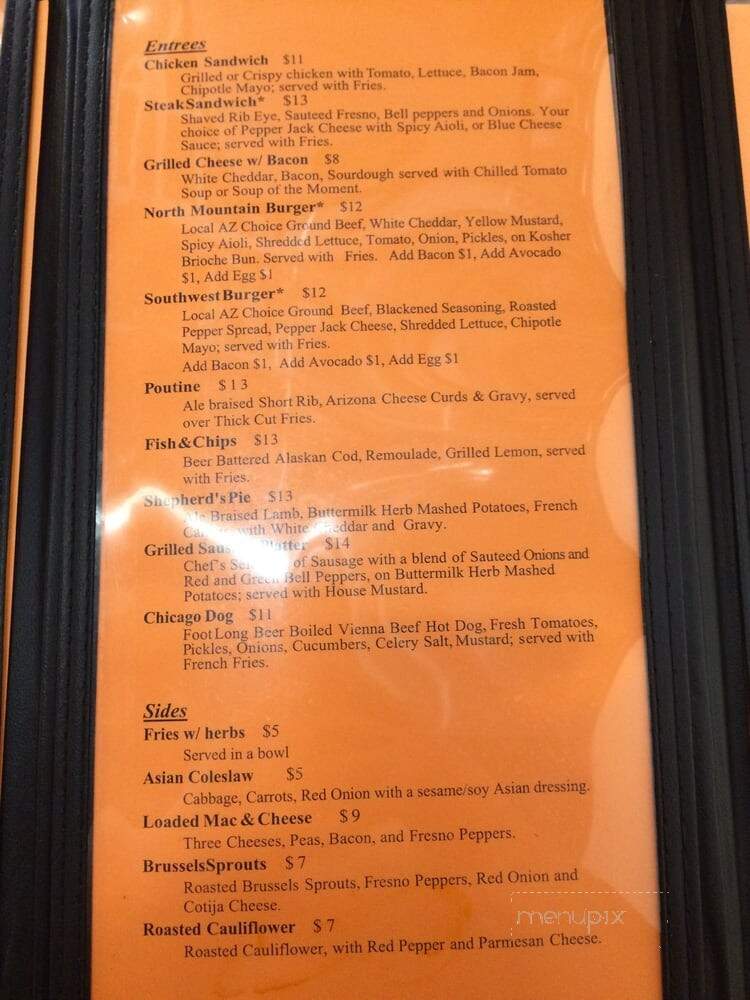 Entrees
Chicken Sandwich $11
Grilled or Crispy chicken with Tomato, Lettuce, Bacon Jam,
Chipotle Mayo; served with Fries.
SteakSandwich* $13
Shaved Rib Eye, Sauteed Fresno, Bell peppers and Onions. Your
choice of Pepper Jack Cheese with Spicy Aioli, or Blue Cheese
Sauce; served with Fries.
Grilled Cheese w/ Bacon $8
White Cheddar, Bacon, Sourdough served with Chilled Tomato
Soup or Soup of the Moment.
North Mountain Burger* $12
Local AZ Choice Ground Beef, White Cheddar, Yellow Mustard,
Spicy Aioli, Shredded Lettuce, Tomato, Onion, Pickles, on Kosher
Brioche Bun. Served with Fries. Add Bacon $1, Add Avocado
$1, Add Egg $1
Southwest Burger* $12
Local AZ Choice Ground Beef, Blackened Seasoning, Roasted
Pepper Spread, Pepper Jack Cheese, Shredded Lettuce, Chipotle
Mayo; served with Fries.
Add Bacon $1, Add Avocado $1, Add Egg $1
Poutine $13
Ale braised Short Rib, Arizona Cheese Curds & Gravy, served
over Thick Cut Fries.
Fish & Chips $13
Beer Battered Alaskan Cod, Remoulade, Grilled Lemon, served
with Fries.
Shepherd's Pie $13
Braised Lamb, Buttermilk Herb Mashed Potatoes, French
with White Cheddar and Gravy.
Grilled Platter $14
Chef's of Sausage with a blend of Sauteed Onions and
Red and Green Bell Peppers, on Buttermilk Herb Mashed
Potatoes; served with House Mustard.
Chicago Dog $11
Foot Long Beer Boiled Vienna Beef Hot Dog, Fresh Tomatoes,
Pickles, Onions, Cucumbers, Celery Salt, Mustard; served with
French Fries.
Sides
Fries w/ herbs $5
Served in a bowl
Asian Coleslaw $5
Cabbage, Carrots, Red Onion with a sesame/soy Asian dressing.
Loaded Mac & Cheese $9
Three Cheeses, Peas, Bacon, and Fresno Peppers.
BrusselsSprouts $7
Roasted Brussels Sprouts, Fresno Peppers, Red Onion and
Cotija Cheese.
Roasted Cauliflower $7
Roasted Cauliflower, with Red Pepper and Parmesan Cheese.
menupix